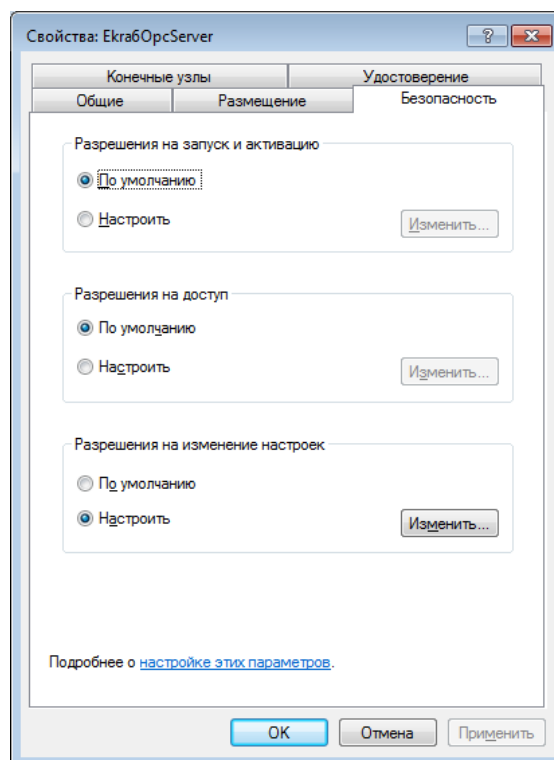 Свойства: Ekra6OpcServer
Конечные узлы
Удостоверение
Общие
Размещение
Безопасность
Разрешения на запуск и активацию
По умолчанию
Настроить
Изменить...
Разрешения на доступ
По умолчанию
Настроить
Изменить...
Разрешения на изменение настроек
По умолчанию
Настроить
Изменить...
Подробнее о настройке этих параметров.
OK
Отмена
Применить